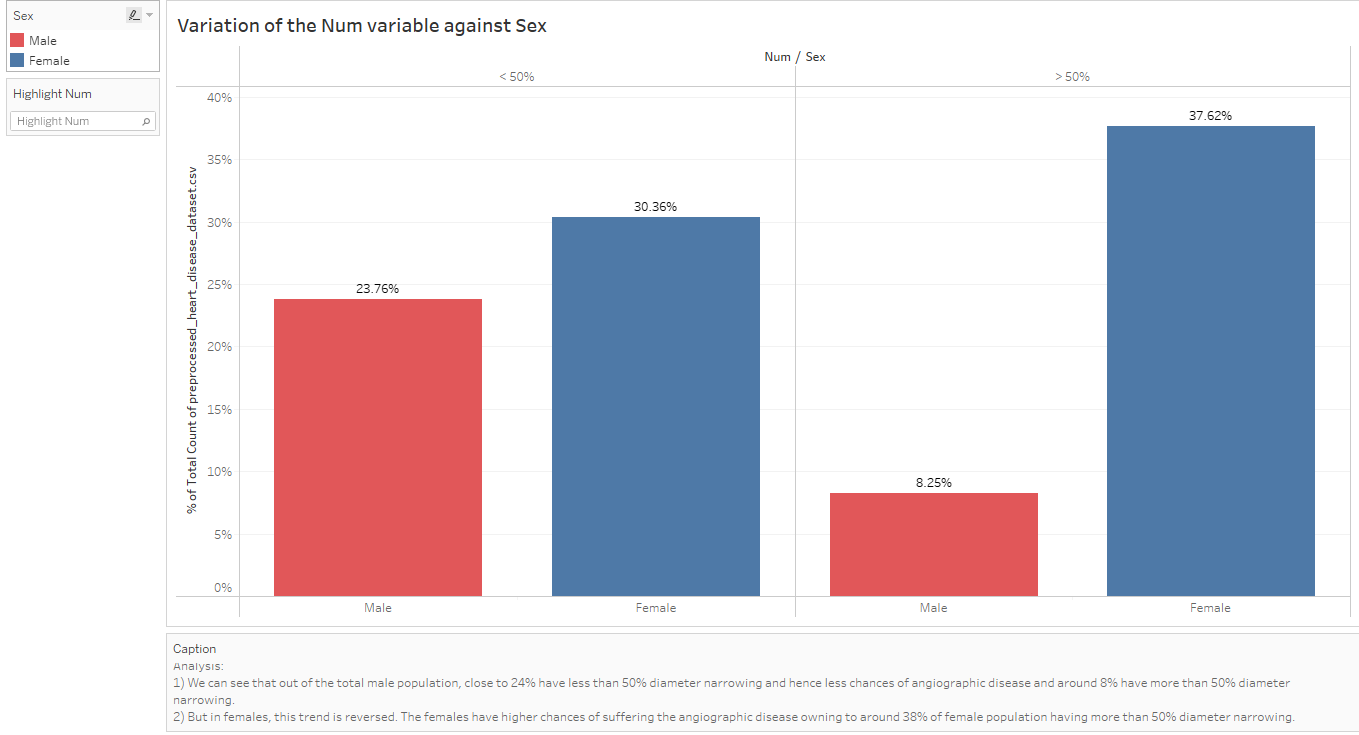 Sex
Male
Female
Highlight Num
Highlight Num
Variation of the Num variable against Sex
Num / Sex
< 50%
> 50%
% of Total Count of preprocessed_heart_disease_dataset.csv
40%
35%
30%
25%
20%
15%
10%
5%
0%
23.76%
30.36%
8.25%
37.62%
Male
Female
Male
Female
Caption
Analysis:
1) We can see that out of the total male population, close to 24% have less than 50% diameter narrowing and hence less chances of angiographic disease and around 8% have more than 50% diameter
narrowing.
2) But in females, this trend is reversed. The females have higher chances of suffering the angiographic disease owning to around 38% of female population having more than 50% diameter narrowing.